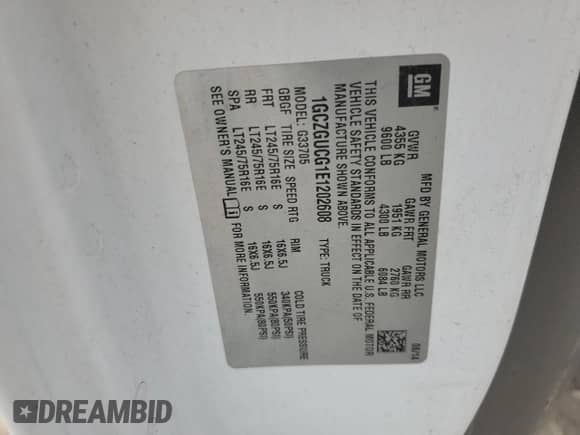 GM
MFD BY GENERAL MOTORS LLC
08/14
GVWR GAWR FRT GAWR RR
4355 KG 1951 KG 2760 KG
9600 LB 4300 LB 6084 LB
THIS VEHICLE CONFORMS TO ALL APPLICABLE U.S. FEDERAL MOTOR
VEHICLE SAFETY STANDARDS IN EFFECT ON THE DATE OF
MANUFACTURE SHOWN ABOVE.
1GCZGUCG1E1202608 TYPE: TRUCK
MODEL: G33705
GBGF TIRE SIZE SPEED RTG RIM COLD TIRE PRESSURE
FRT LT245/75R16E S 16X6.5J 340KPA(50PSI)
RR LT245/75R16E S 16X6.5J 550KPA(80PSI)
SPA LT245/75R16E S 16X6.5J 550KPA(80PSI)
SEE OWNER'S MANUAL FOR MORE INFORMATION.
DREAMBID